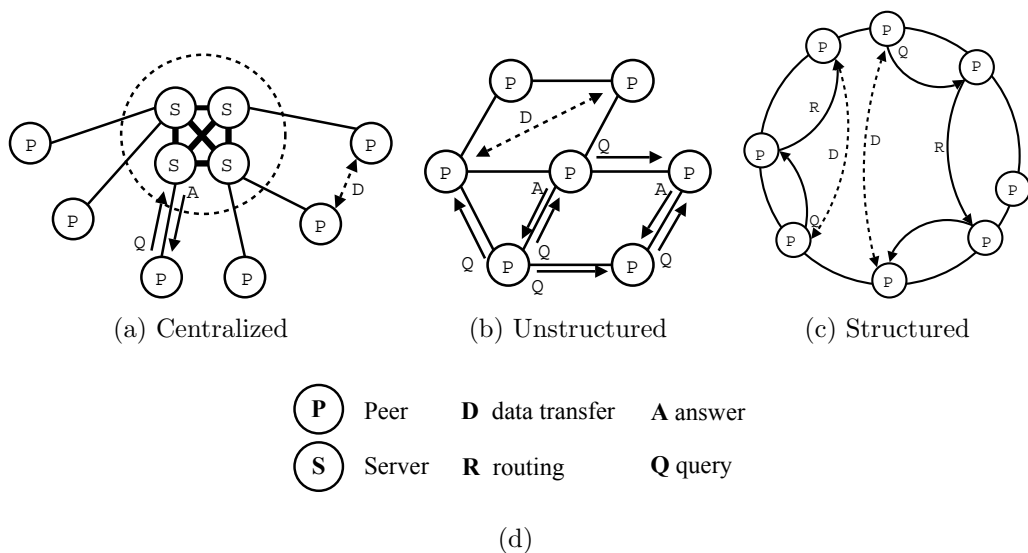 P
P
P
P
P
P
S
S
S
S
A
Q
D
(a) Centralized
P
P
D
Q
P
P
P
A
A
Q
P
Q
P
Q
Q
(b) Unstructured
P
P
Q
P
R
P
D
D
R
P
Q
P
P
P
(c) Structured
P Peer D data transfer A answer
S Server R routing Q query
(d)